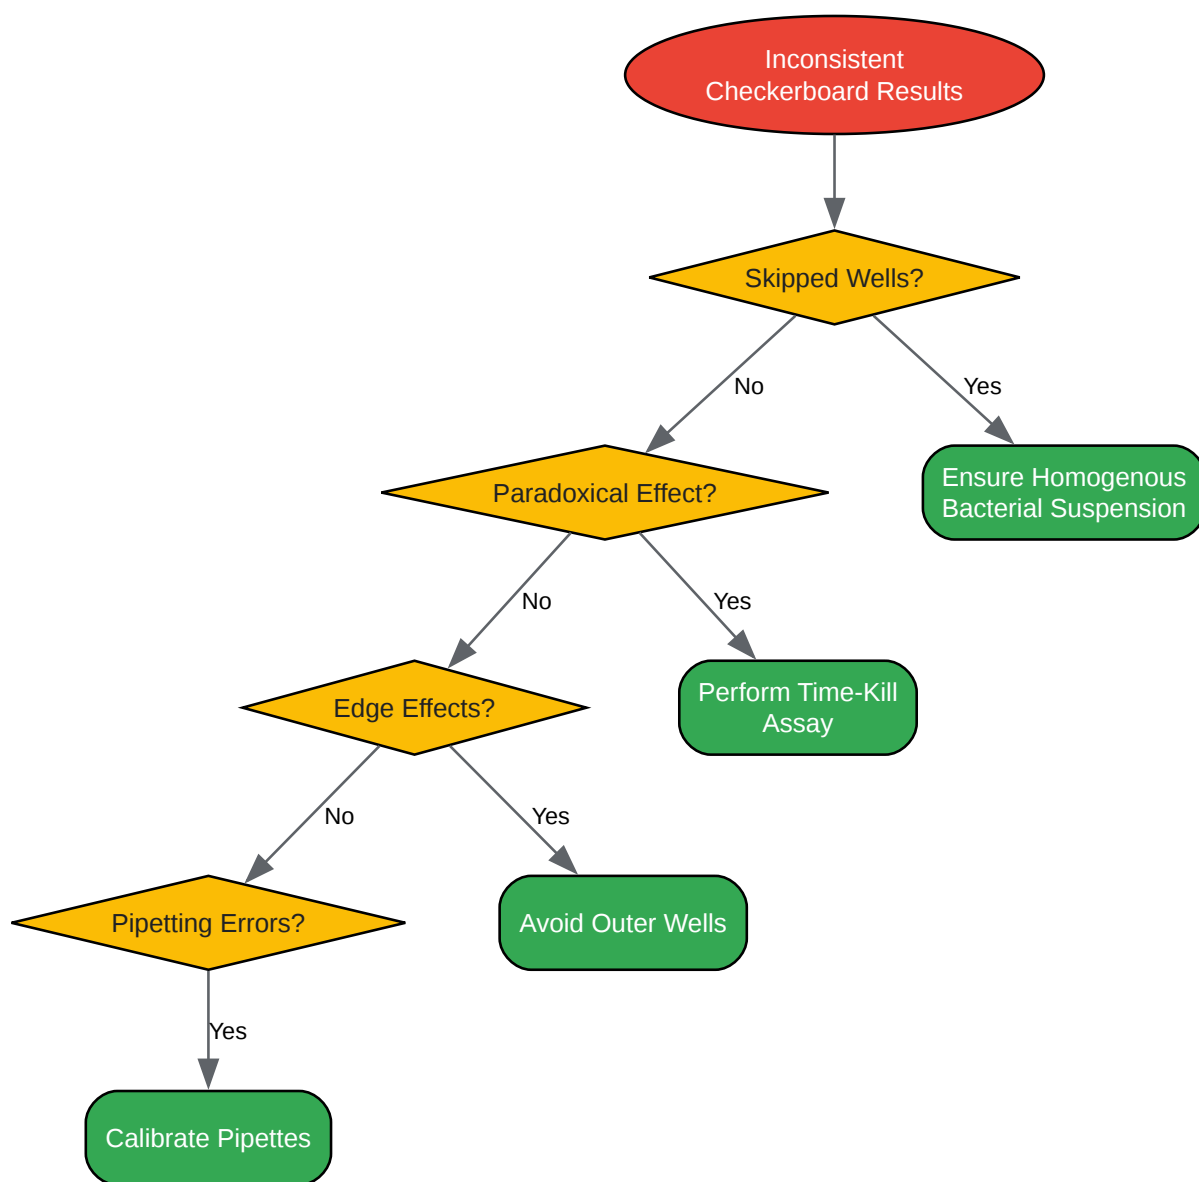 Inconsistent
Checkerboard Results
Skipped Wells?
No
Yes
Paradoxical Effect?
Ensure Homogenous
Bacterial Suspension
No
Yes
Edge Effects?
Perform Time-Kill
Assay
No
Yes
Pipetting Errors?
Avoid Outer Wells
Yes
Calibrate Pipettes